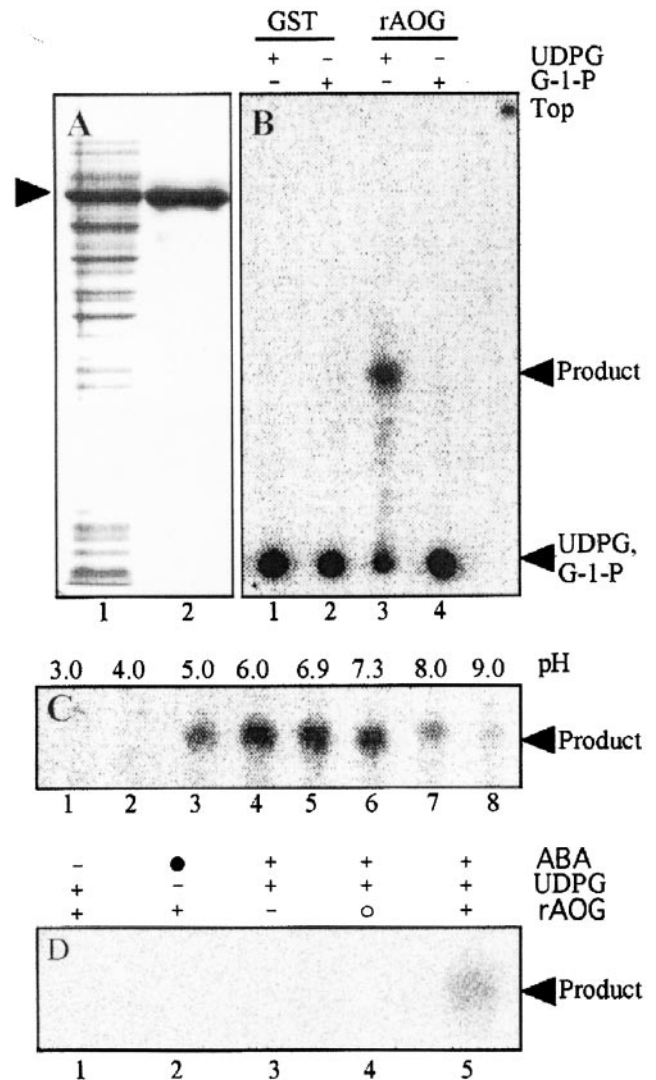 GST rAOG
+ – + – UDPG
– + – + G-1-P
Top
A B
Product
UDPG,
G-1-P
1 2 1 2 3 4
3.0 4.0 5.0 6.0 6.9 7.3 8.0 9.0 pH
C
Product
1 2 3 4 5 6 7 8
– ● + + + ABA
+ – + + + UDPG
+ + – ○ + rAOG
D
Product
1 2 3 4 5